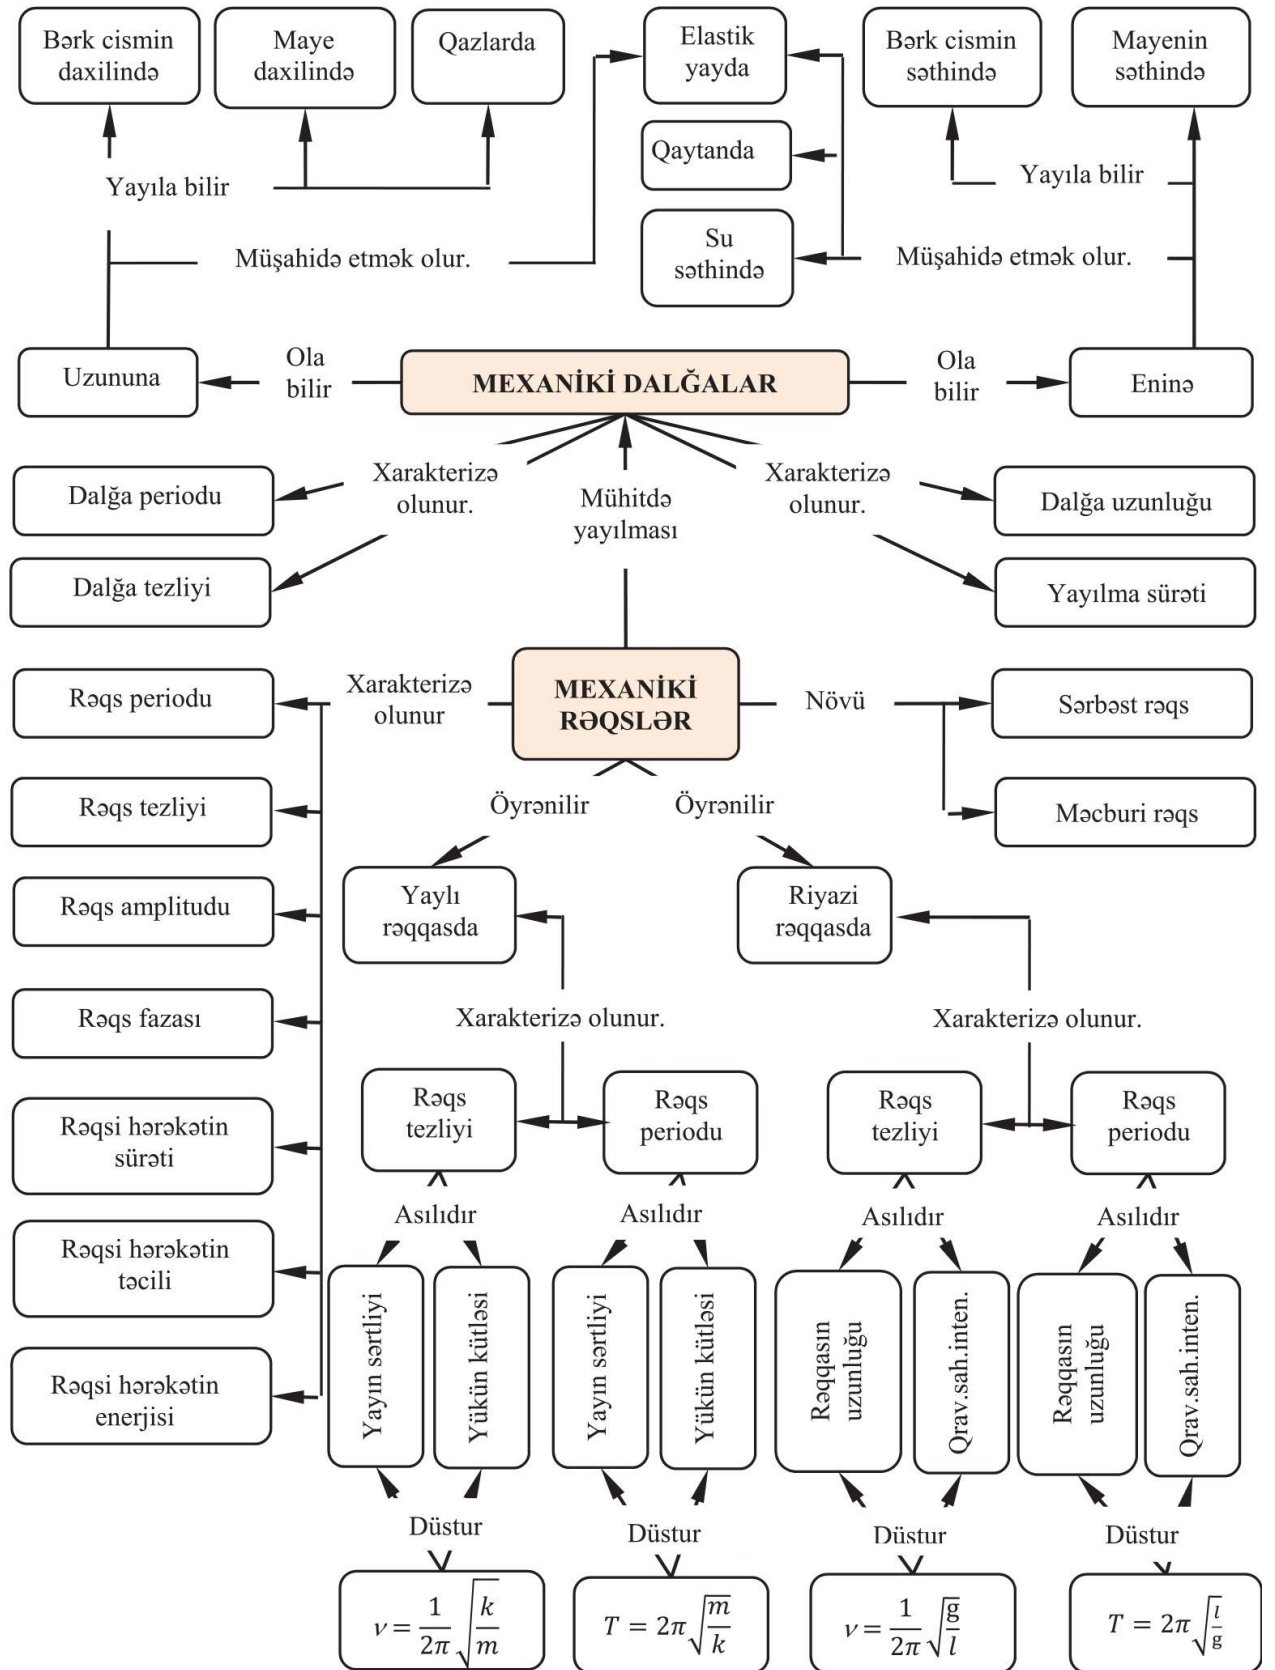 Bərk cismin
daxilində
Maye
daxilində
Qazlarda
Elastik
yayda
Bərk cismin
səthində
Mayenin
səthində
Qaytanda
Yayıla bilir
Yayıla bilir
Su
səthində
Müşahidə etmək olur.
Müşahidə etmək olur.
Uzununa
Ola
bilir
MEXANİKİ DALĞALAR
Ola
bilir
Eninə
Dalğa periodu
Xarakterizə
olunur.
Mühitdə
yayılması
Xarakterizə
olunur.
Dalğa uzunluğu
Dalğa tezliyi
Yayılma sürəti
Rəqs periodu
Xarakterizə
olunur
MEXANİKİ
RƏQSLƏR
Növü
Sərbəst rəqs
Rəqs tezliyi
Öyrənilir
Öyrənilir
Məcburi rəqs
Rəqs amplitudu
Yaylı
rəqqasda
Riyazi
rəqqasda
Rəqs fazası
Xarakterizə olunur.
Xarakterizə olunur.
Rəqsi hərəkətin
sürəti
Rəqs
tezliyi
Rəqs
periodu
Rəqs
tezliyi
Rəqs
periodu
Rəqsi hərəkətin
təcili
Asılıdır
Asılıdır
Asılıdır
Asılıdır
Rəqsi hərəkətin
enerjisi
Yayın sərtliyi
Yükün kütləsi
Yayın sərtliyi
Yükün kütləsi
Rəqqasın
uzunluğu
Qrav.sah.inten.
Rəqqasın
uzunluğu
Qrav.sah.inten.
Düstur
Düstur
Düstur
Düstur
ν = 1/2π √k/m
T = 2π √m/k
ν = 1/2π √g/l
T = 2π √l/g